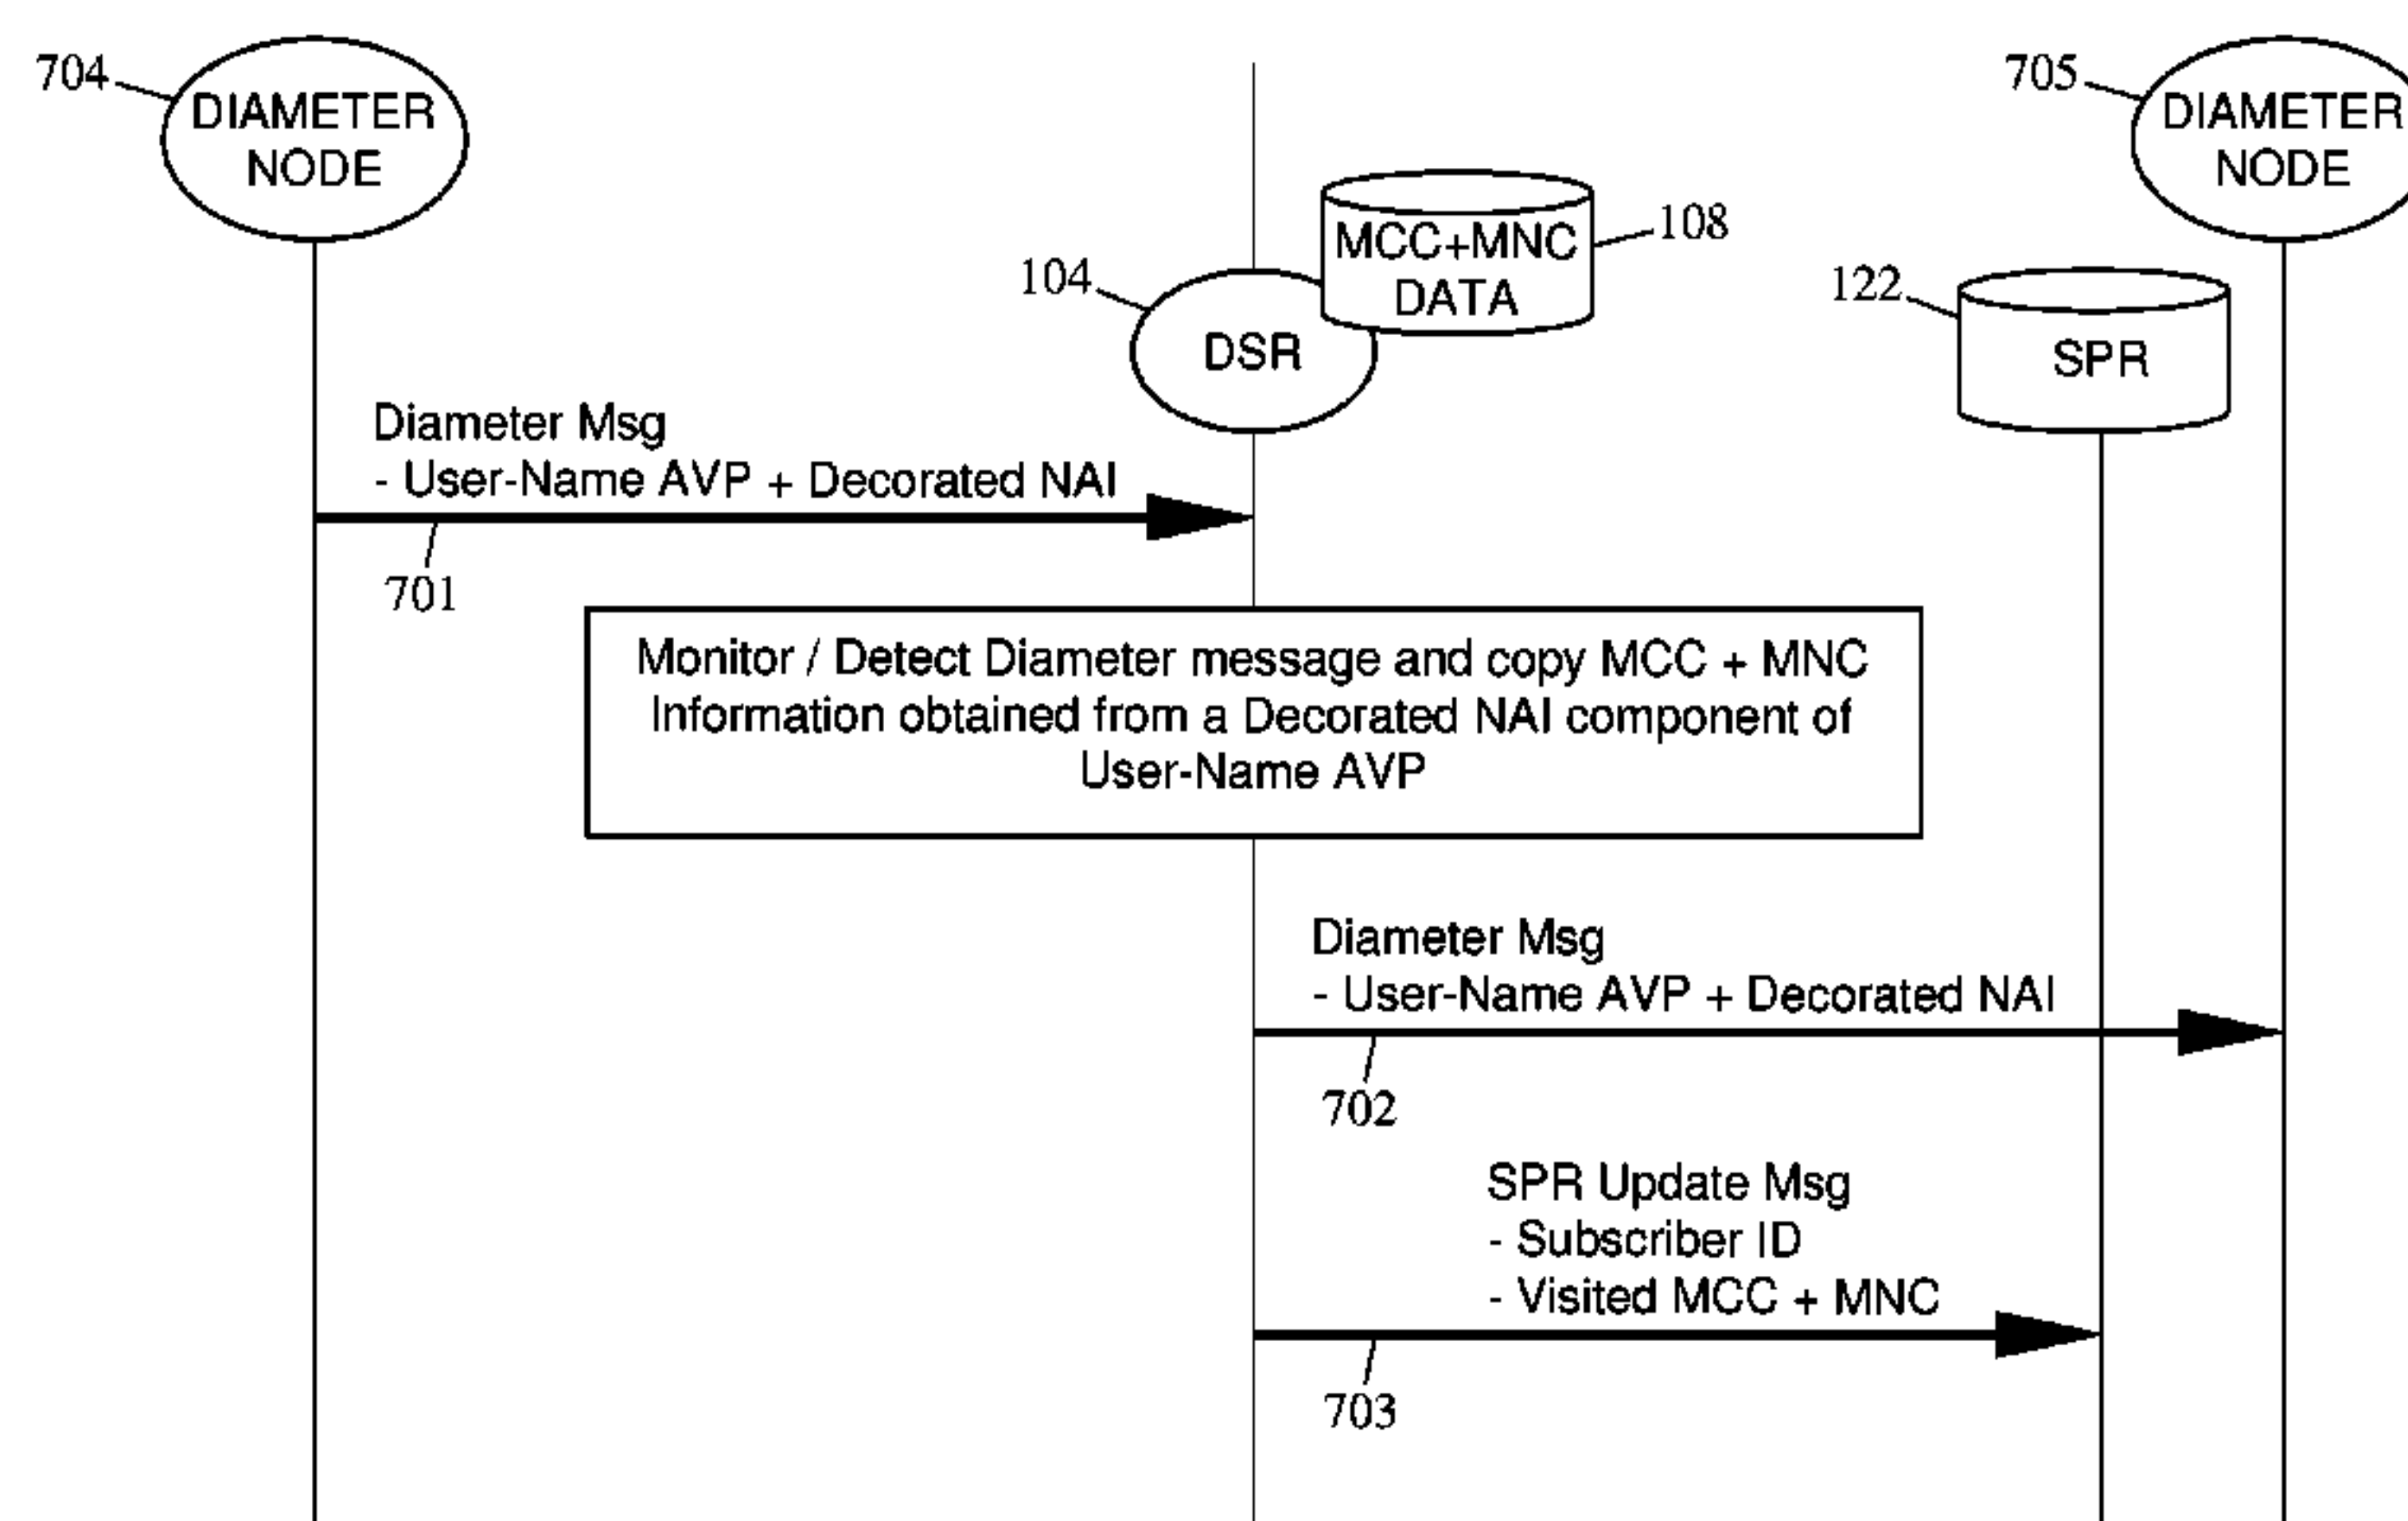 704
DIAMETER
NODE
705
DIAMETER
NODE
MCC+MNC
DATA
108
104
DSR
122
SPR
Diameter Msg
- User-Name AVP + Decorated NAI
701
Monitor / Detect Diameter message and copy MCC + MNC
Information obtained from a Decorated NAI component of
User-Name AVP
Diameter Msg
- User-Name AVP + Decorated NAI
702
SPR Update Msg
- Subscriber ID
- Visited MCC + MNC
703